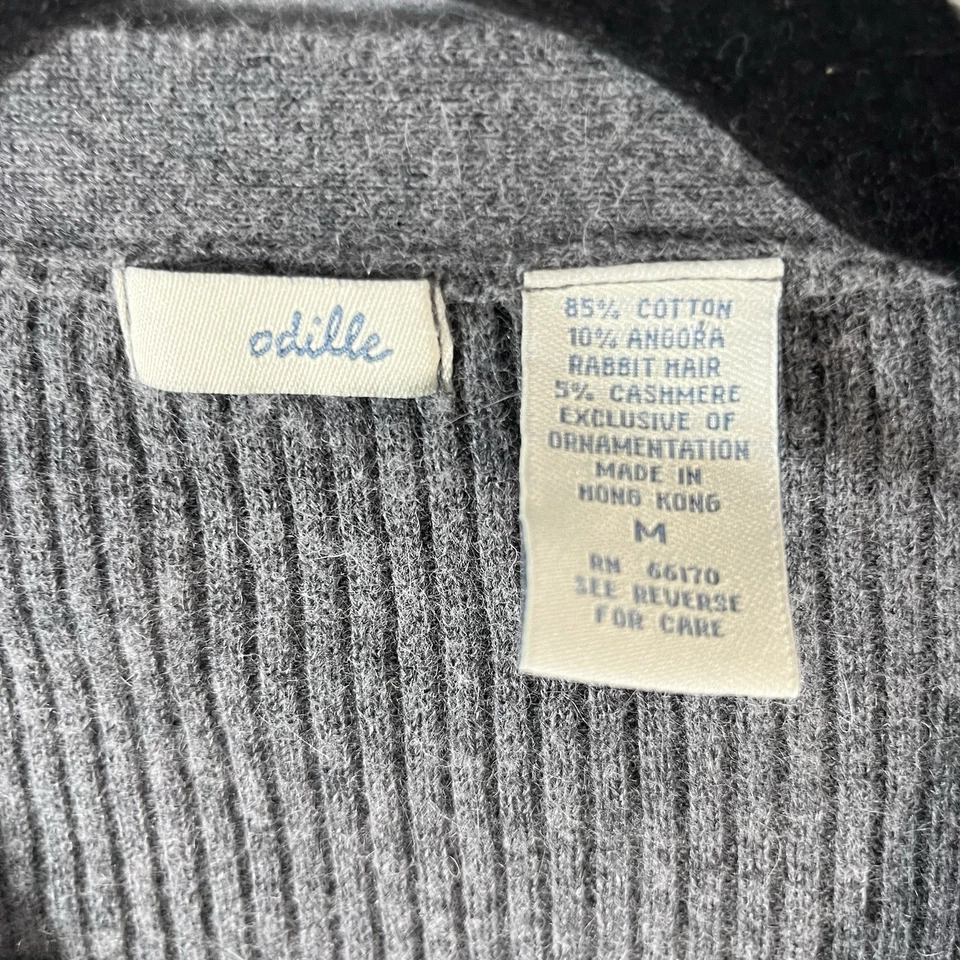 odille
85% COTTON
10% ANGORA
RABBIT HAIR
5% CASHMERE
EXCLUSIVE OF
ORNAMENTATION
MADE IN
HONG KONG
M
RN 66170
SEE REVERSE
FOR CARE